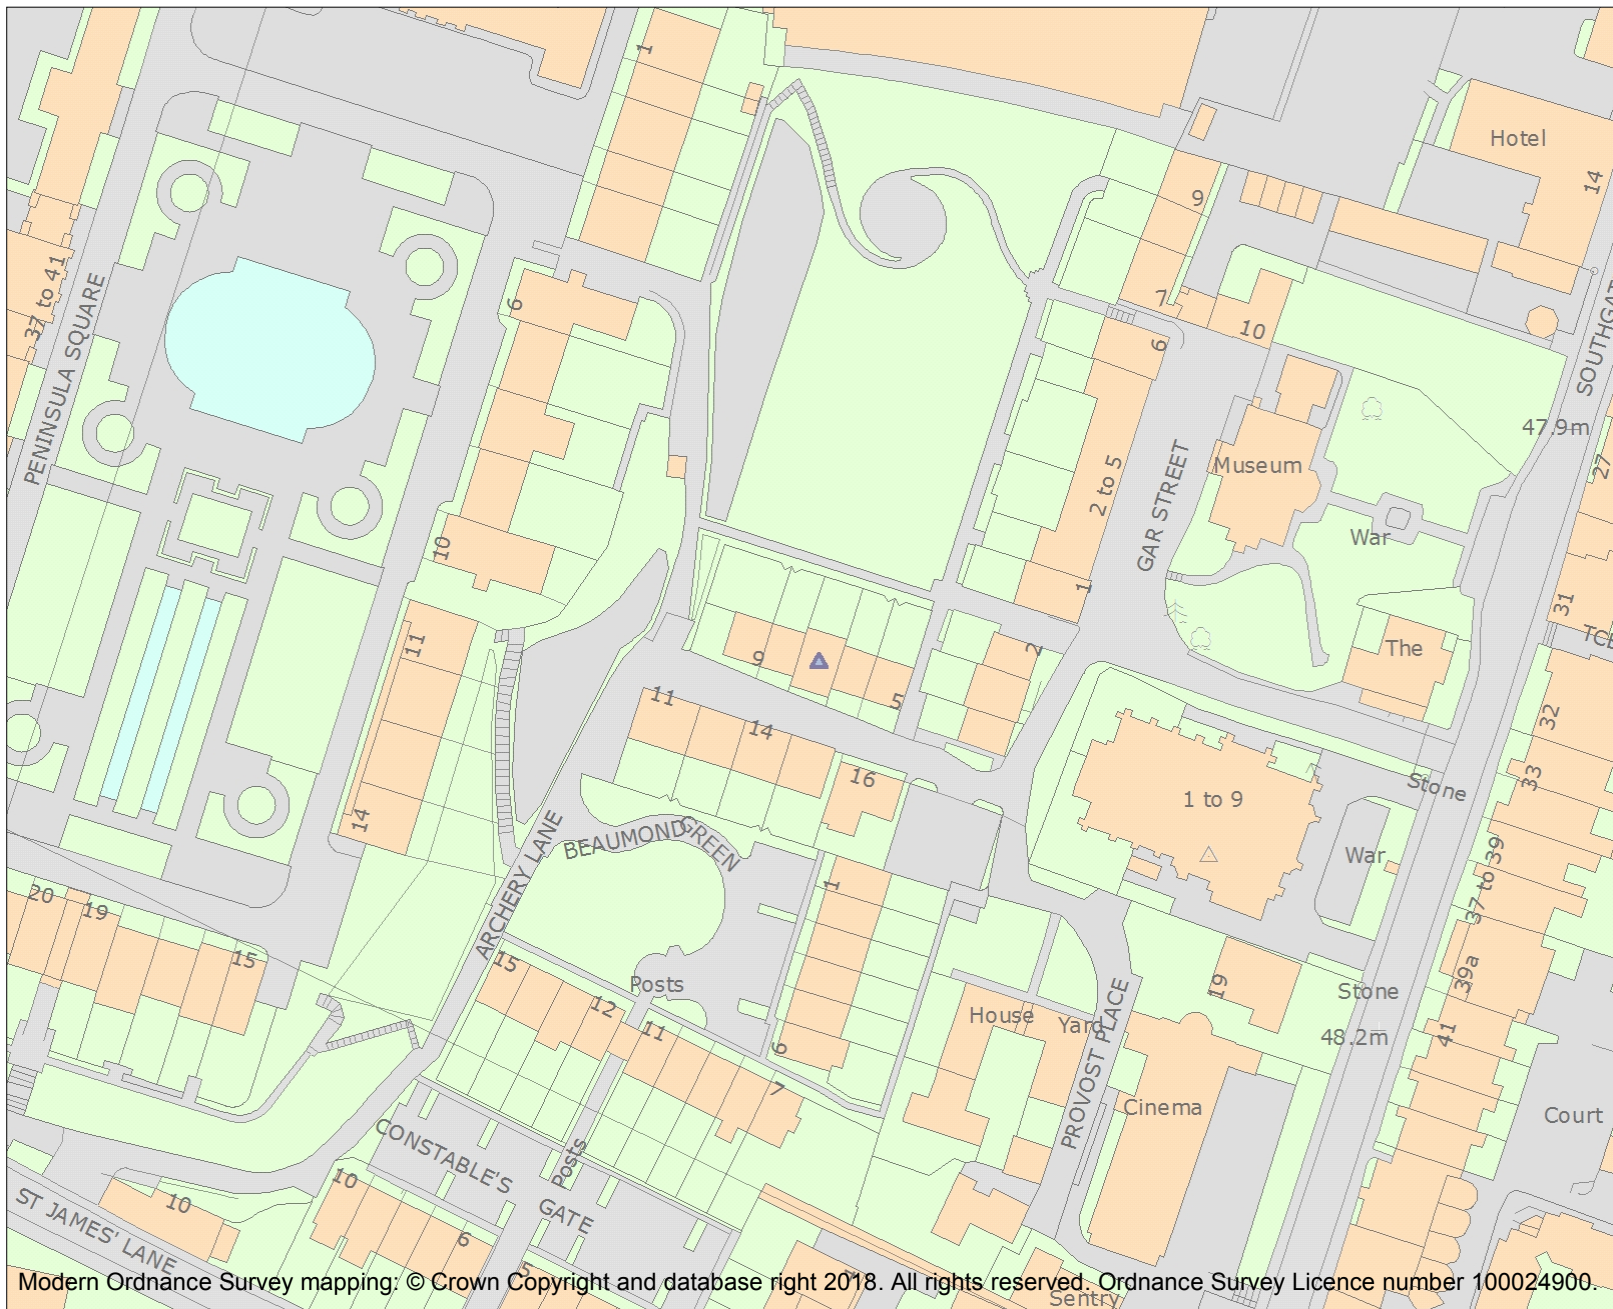 1
Hotel
14
9
37 to 41
PENINSULA SQUARE
6
7
10
6
SOUTHGAT
47.9m
27
Museum
2 to 5
GAR STREET
War
10
1
31
TCB
11
9
2
The
5
11
14
32
16
33
Stone
1 to 9
14
BEAUMOND GREEN
War
1
37 to 39
20
19
ARCHERY LANE
15
15
39a
Posts
19
Stone
12
House
Yard
11
48.2m
41
6
PROVOST PLACE
7
Cinema
Court
CONSTABLE'S GATE
Posts
10
10
ST JAMES' LANE
6
5
7
Sentry
Modern Ordnance Survey mapping: © Crown Copyright and database right 2018. All rights reserved. Ordnance Survey Licence number 100024900.